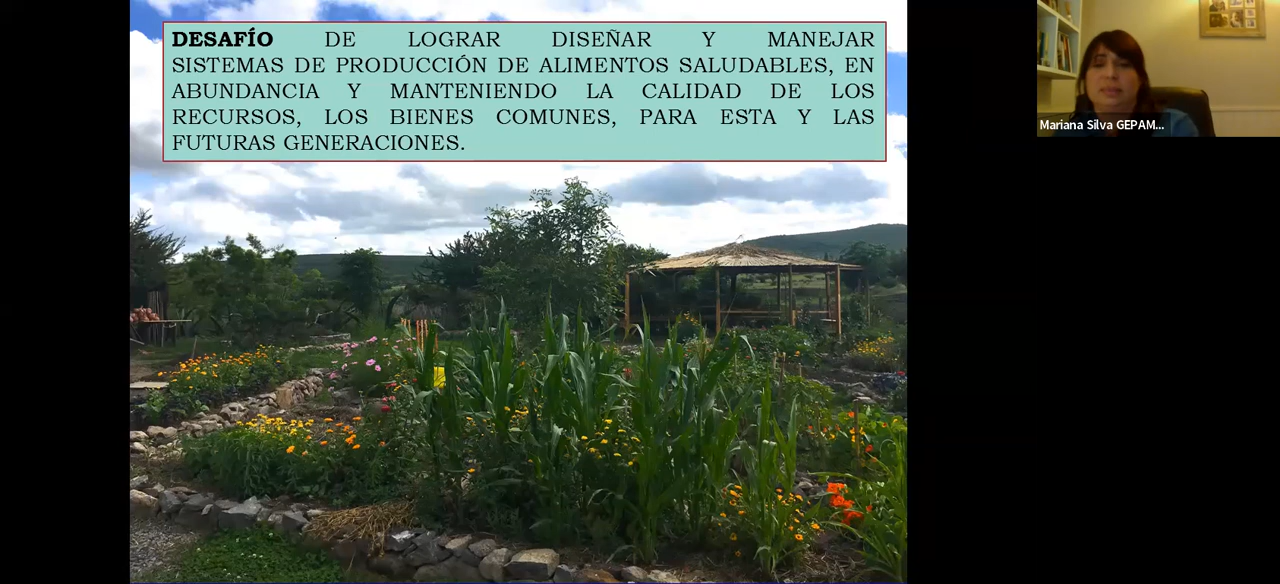 DESAFÍO DE LOGRAR DISEÑAR Y MANEJAR
SISTEMAS DE PRODUCCIÓN DE ALIMENTOS SALUDABLES, EN
ABUNDANCIA Y MANTENIENDO LA CALIDAD DE LOS
RECURSOS, LOS BIENES COMUNES, PARA ESTA Y LAS
FUTURAS GENERACIONES.
Mariana Silva GEPAM...